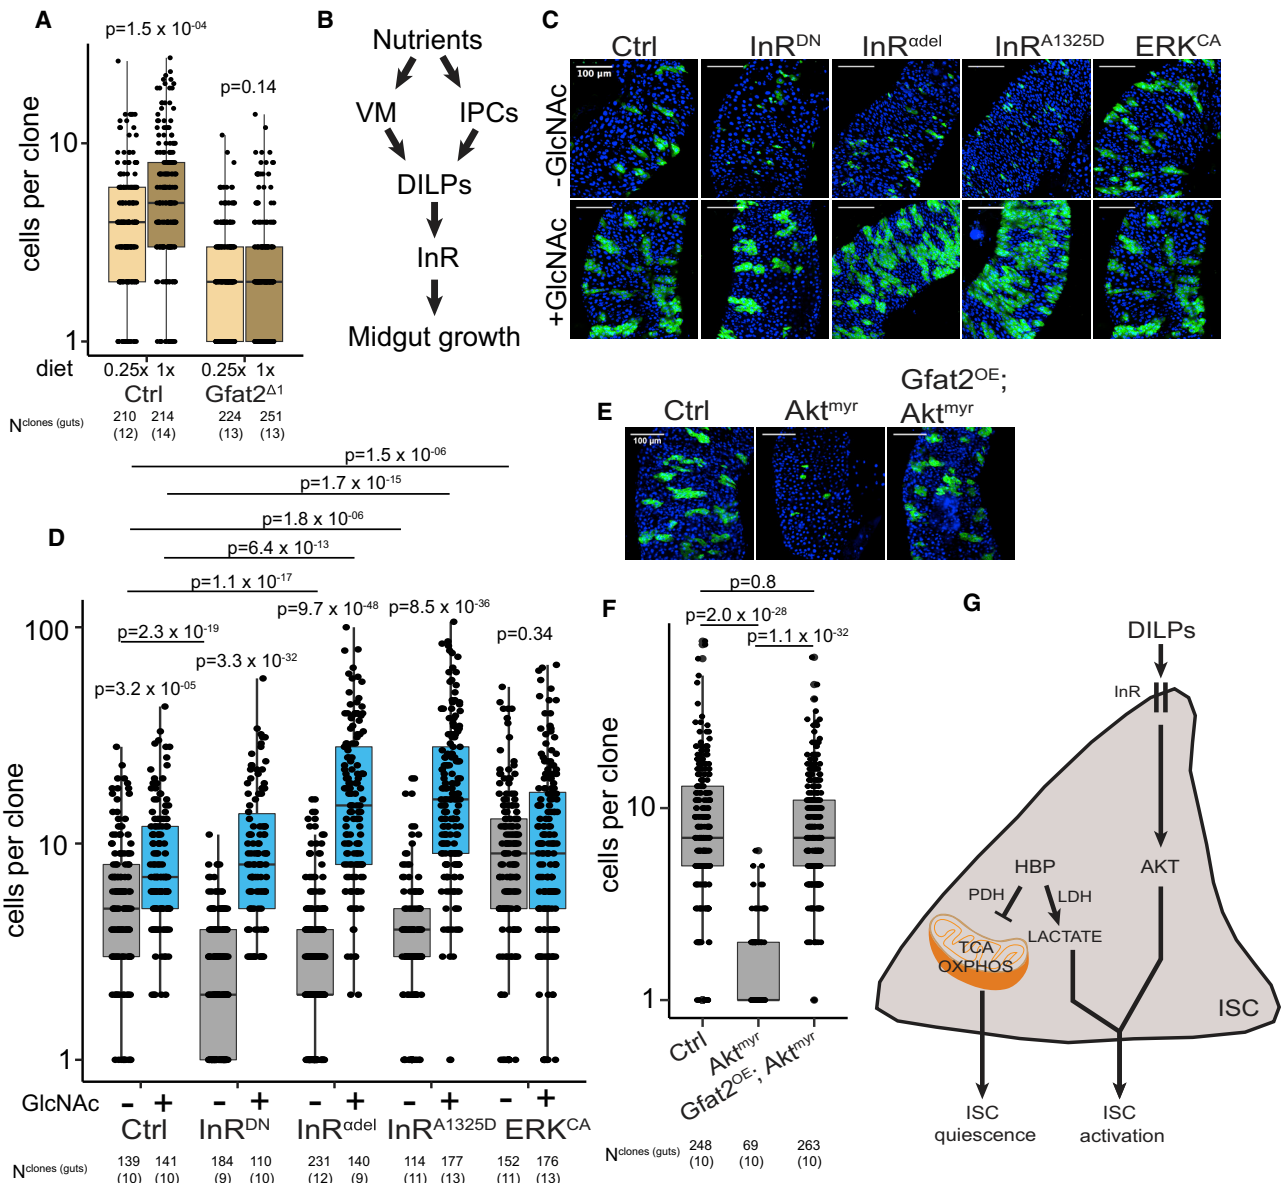 A
p=1.5 x 10-04
p=0.14
cells per clone
10
1
diet
0.25x 1x 0.25x 1x
Ctrl Gfat2Δ1
Nclones (guts)
210 214 224 251
(12) (14) (13) (13)
B
Nutrients
VM IPCs
DILPs
InR
Midgut growth
C
Ctrl InRDN InRαdel InRA1325D ERKCA
100 µm
-GlcNAc
+GlcNAc
D
p=1.5 x 10-06
p=1.7 x 10-15
p=1.8 x 10-06
p=6.4 x 10-13
p=1.1 x 10-17
p=9.7 x 10-48
p=8.5 x 10-36
p=2.3 x 10-19
p=0.34
p=3.3 x 10-32
p=3.2 x 10-05
cells per clone
100
10
1
GlcNAc - + - + - + - + - +
Ctrl InRDN InRαdel InRA1325D ERKCA
Nclones (guts)
139 141 184 110 231 140 114 177 152 176
(10) (10) (9) (10) (12) (9) (11) (13) (11) (13)
E
Ctrl Aktmyr Gfat2OE;
Aktmyr
100 µm
F
p=0.8
p=2.0 x 10-28
p=1.1 x 10-32
cells per clone
10
1
Ctrl
Aktmyr
Gfat2OE; Aktmyr
Nclones (guts)
248 69 263
(10) (10) (10)
G
DILPs
InR
HBP AKT
PDH LDH
LACTATE
TCA
OXPHOS
ISC
ISC
quiescence
ISC
activation